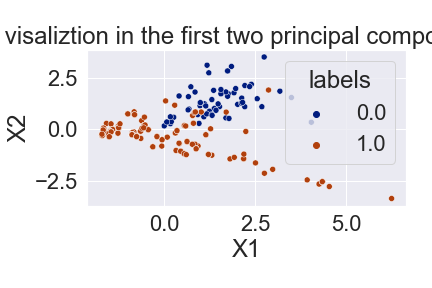 visaliztion in the first two principal compo
labels
0.0
1.0
X2
2.5
0.0
−2.5
0.0
2.5
5.0
X1